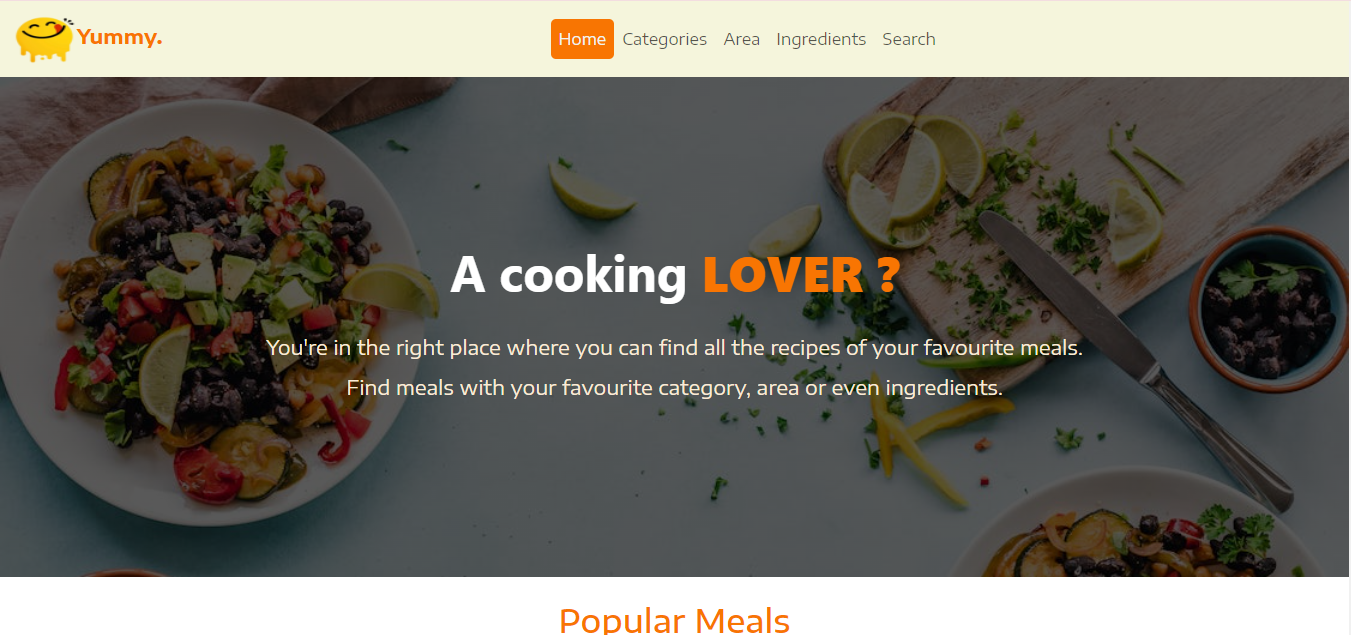 Yummy.
Home Categories Area Ingredients Search
A cooking LOVER ?
You're in the right place where you can find all the recipes of your favourite meals.
Find meals with your favourite category, area or even ingredients.
Popular Meals